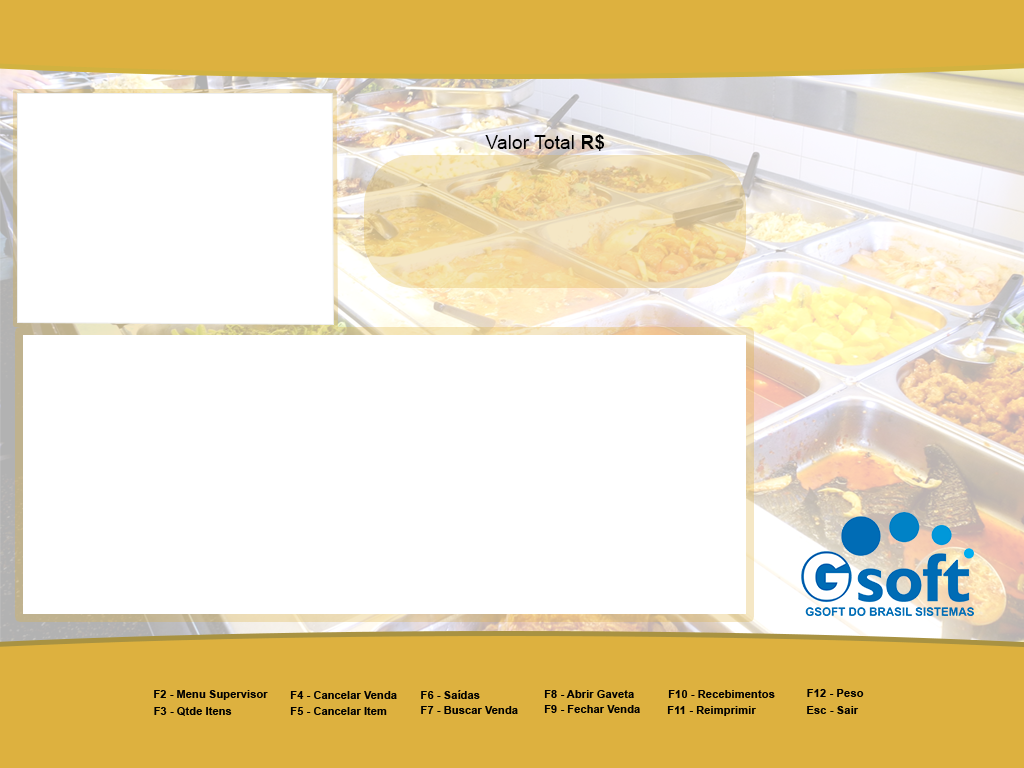 Valor Total R$
Gsoft
GSOFT DO BRASIL SISTEMAS
F2 - Menu Supervisor
F3 - Qtde Itens
F4 - Cancelar Venda
F5 - Cancelar Item
F6 - Saídas
F7 - Buscar Venda
F8 - Abrir Gaveta
F9 - Fechar Venda
F10 - Recebimentos
F11 - Reimprimir
F12 - Peso
Esc - Sair